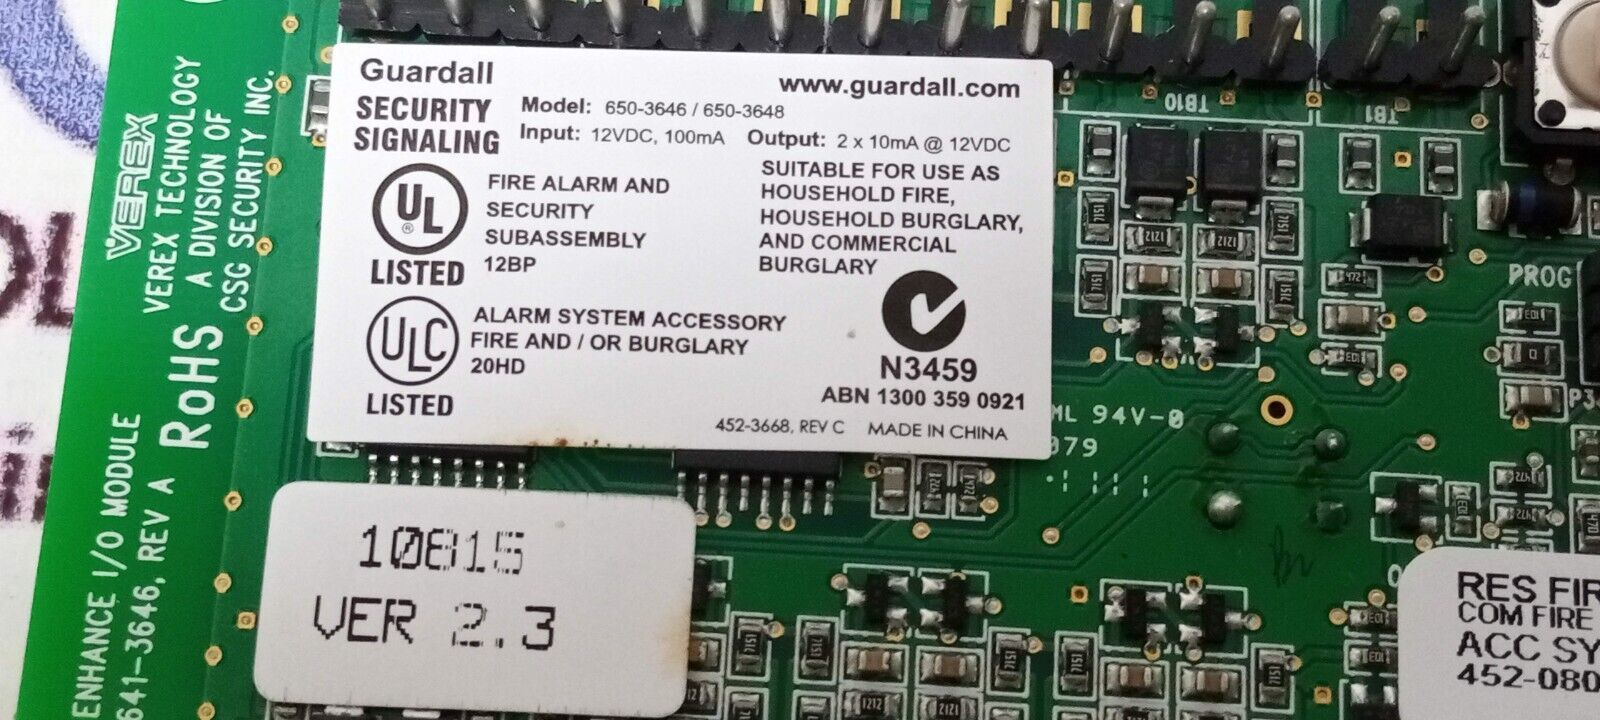 Guardall
www.guardall.com
SECURITY
SIGNALING
Model: 650-3646 / 650-3648
Input: 12VDC, 100mA Output: 2 x 10mA @ 12VDC
UL
®
LISTED
FIRE ALARM AND
SECURITY
SUBASSEMBLY
12BP
SUITABLE FOR USE AS
HOUSEHOLD FIRE,
HOUSEHOLD BURGLARY,
AND COMMERCIAL
BURGLARY
ULC
LISTED
ALARM SYSTEM ACCESSORY
FIRE AND / OR BURGLARY
20HD
N3459
ABN 1300 359 0921
452-3668, REV C MADE IN CHINA
10815
VER 2.3
VEREX
VEREX TECHNOLOGY
A DIVISION OF
CSG SECURITY INC.
RoHS
ENHANCE I/O MODULE
641-3646, REV A
TB10
TB1
PROG
ML 94V-0
079
RES FIR
COM FIRE
ACC SY
452-080